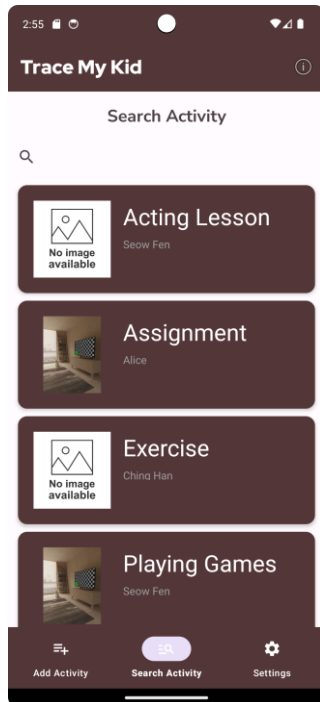 2:55
Trace My Kid
Search Activity
No image
available
Acting Lesson
Seow Fen
Assignment
Alice
No image
available
Exercise
Ching Han
Playing Games
Seow Fen
Add Activity
Search Activity
Settings